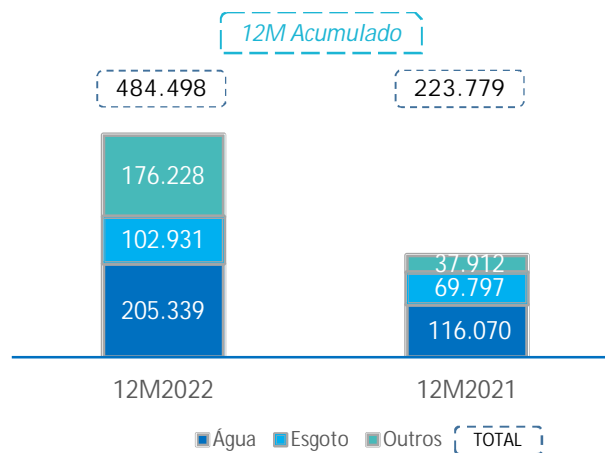 12M Acumulado
484.498 223.779
176.228
102.931
205.339
37.912
69.797
116.070
12M2022 12M2021
Água Esgoto Outros TOTAL